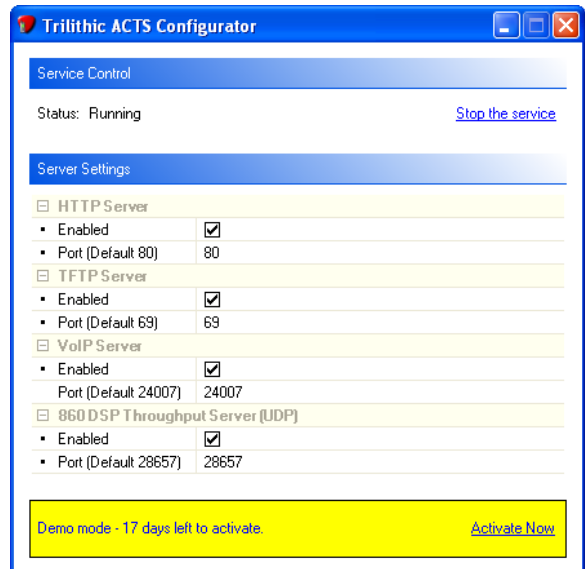 Trilithic ACTS Configurator
Service Control
Status: Running Stop the service
Server Settings
HTTP Server
Enabled
Port (Default 80) 80
TFTP Server
Enabled
Port (Default 69) 69
VoIP Server
Enabled
Port (Default 24007) 24007
860 DSP Throughput Server (UDP)
Enabled
Port (Default 28657) 28657
Demo mode - 17 days left to activate. Activate Now